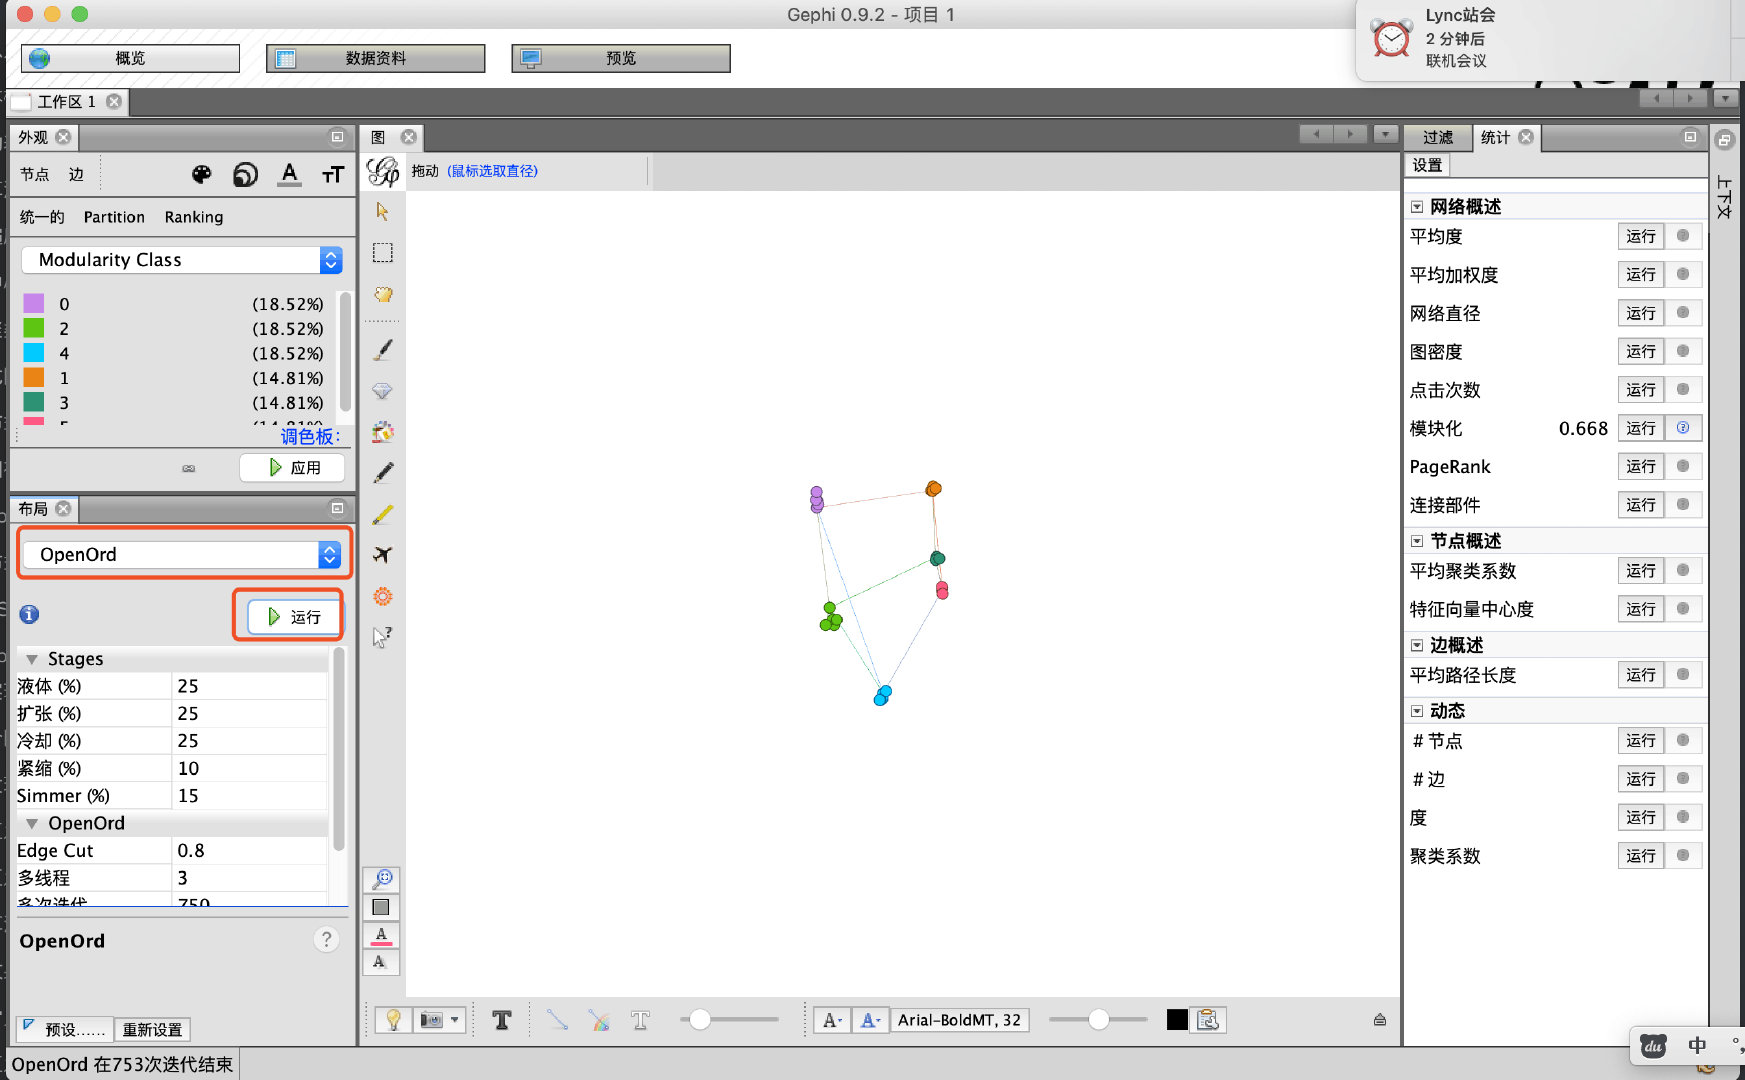 Gephi 0.9.2 - 项目 1
Lync站会
2 分钟后
联机会议
概览
数据资料
预览
工作区 1
外观
节点 边
A
тT
统一的 Partition Ranking
Modularity Class
0 (18.52%)
2 (18.52%)
4 (18.52%)
1 (14.81%)
3 (14.81%)
调色板:
应用
布局
OpenOrd
运行
Stages
液体 (%) 25
扩张 (%) 25
冷却 (%) 25
紧缩 (%) 10
Simmer (%) 15
OpenOrd
Edge Cut 0.8
多线程 3
多次迭代 750
OpenOrd
?
预设......
重新设置
OpenOrd 在753次迭代结束
图
拖动 (鼠标选取直径)
A
A
T
T
A
A
Arial-BoldMT, 32
过滤
统计
设置
网络概述
平均度 运行
平均加权度 运行
网络直径 运行
图密度 运行
点击次数 运行
模块化 0.668 运行
PageRank 运行
连接部件 运行
节点概述
平均聚类系数 运行
特征向量中心度 运行
边概述
平均路径长度 运行
动态
# 节点 运行
# 边 运行
度 运行
聚类系数 运行
上下文
du 中 °,